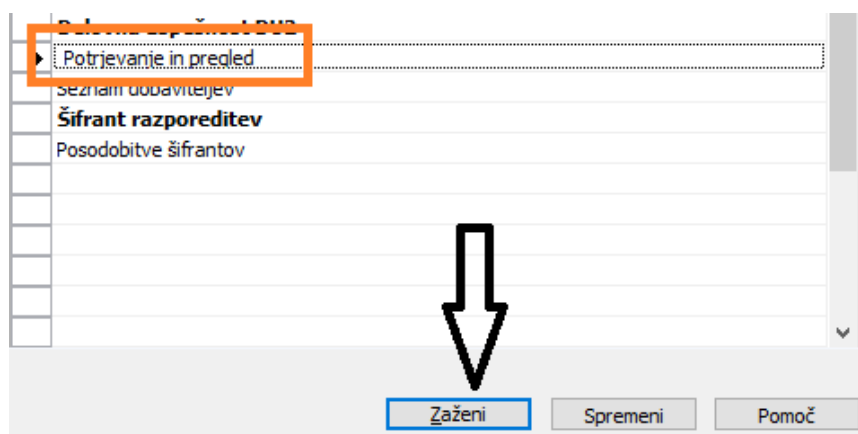 Potrjevanje in pregled
Seznam dobaviteljev
Šifrant razporeditev
Posodobitve šifrantov
Zaženi Spremeni Pomoč